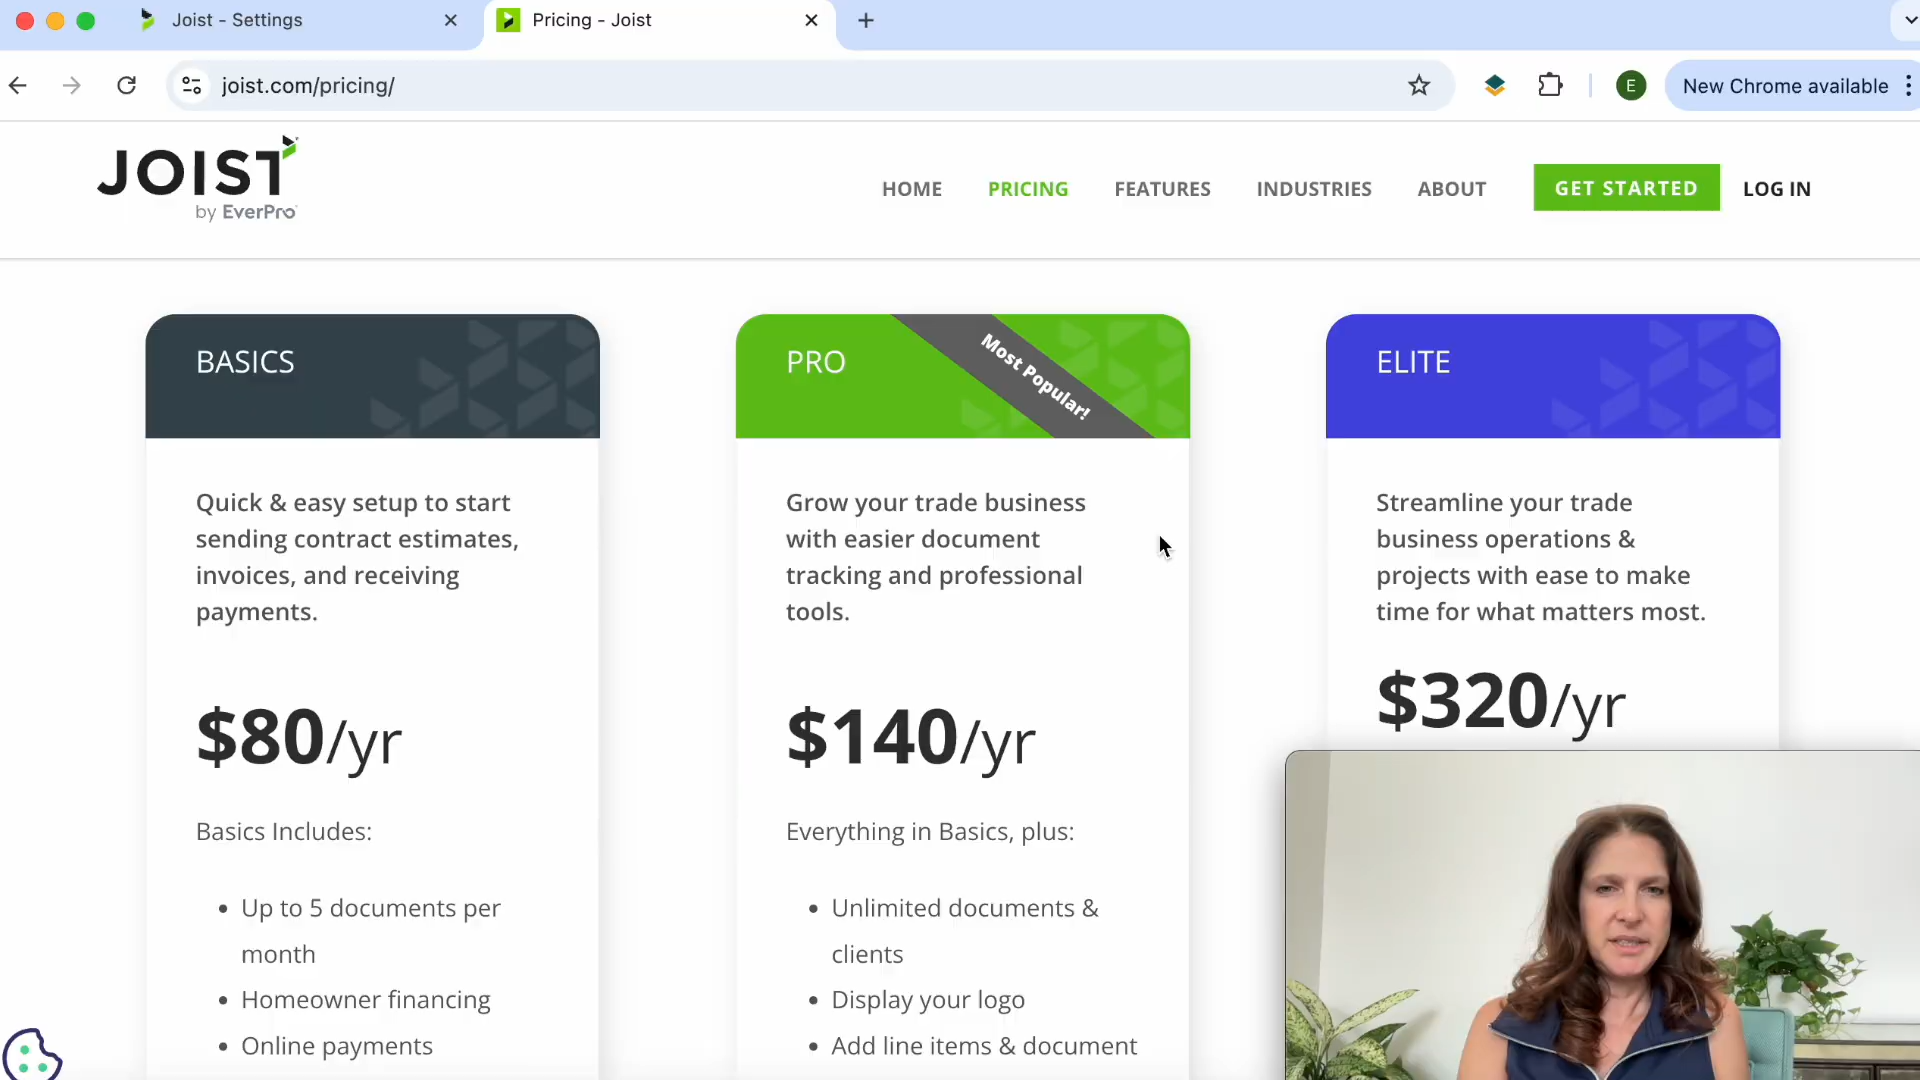 Joist - Settings
Pricing - Joist
joist.com/pricing/
E
New Chrome available
JOIST
by EverPro
HOME
PRICING
FEATURES
INDUSTRIES
ABOUT
GET STARTED
LOG IN
BASICS
Quick & easy setup to start
sending contract estimates,
invoices, and receiving
payments.
$80/yr
Basics Includes:
• Up to 5 documents per
month
• Homeowner financing
• Online payments
PRO
Most Popular!
Grow your trade business
with easier document
tracking and professional
tools.
$140/yr
Everything in Basics, plus:
• Unlimited documents &
clients
• Display your logo
• Add line items & document
ELITE
Streamline your trade
business operations &
projects with ease to make
time for what matters most.
$320/yr